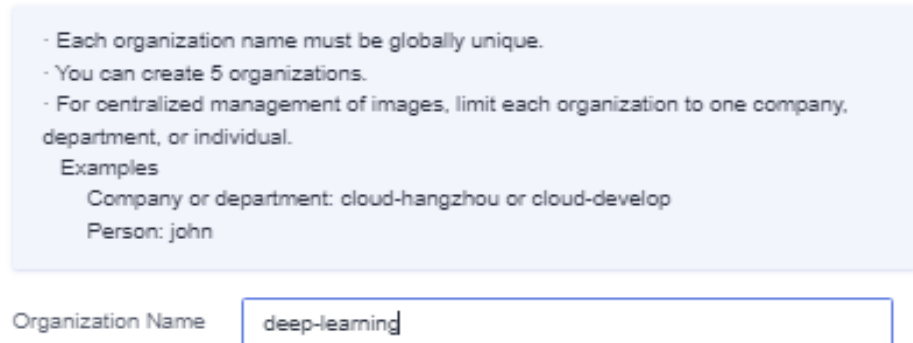 · Each organization name must be globally unique.
· You can create 5 organizations.
· For centralized management of images, limit each organization to one company,
department, or individual.
Examples
Company or department: cloud-hangzhou or cloud-develop
Person: john
Organization Name
deep-learning